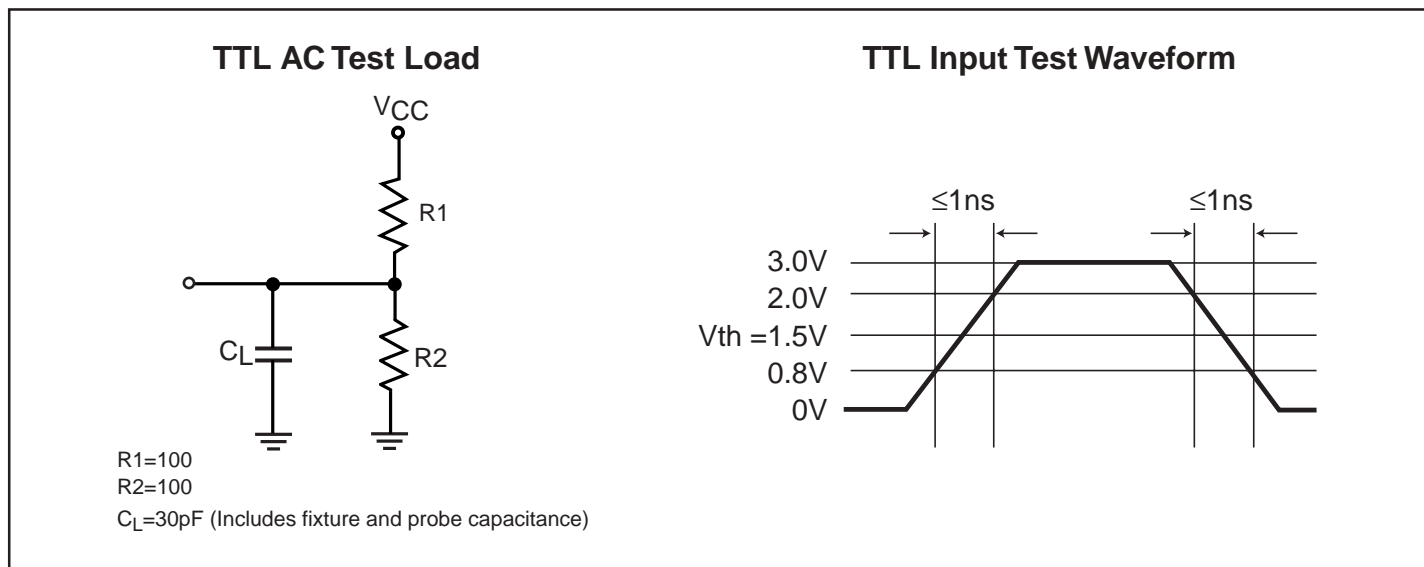 TTL AC Test Load
VCC
R1
CL
R2
R1=100
R2=100
CL=30pF (Includes fixture and probe capacitance)
TTL Input Test Waveform
≤1ns ≤1ns
3.0V
2.0V
Vth =1.5V
0.8V
0V